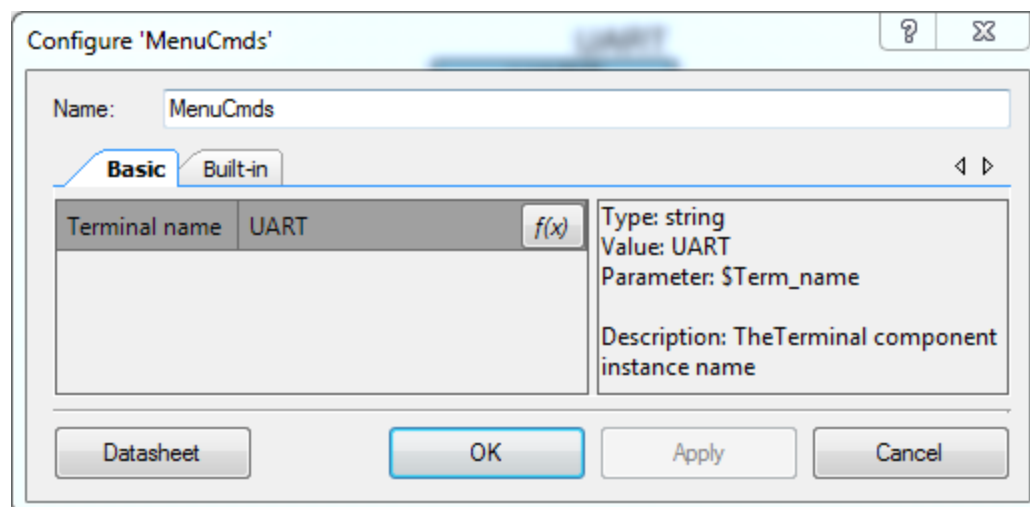 UART
Configure 'MenuCmds'
Name: MenuCmds
Basic Built-in
Terminal name UART f(x)
Type: string
Value: UART
Parameter: $Term_name
Description: TheTerminal component
instance name
Datasheet OK Apply Cancel